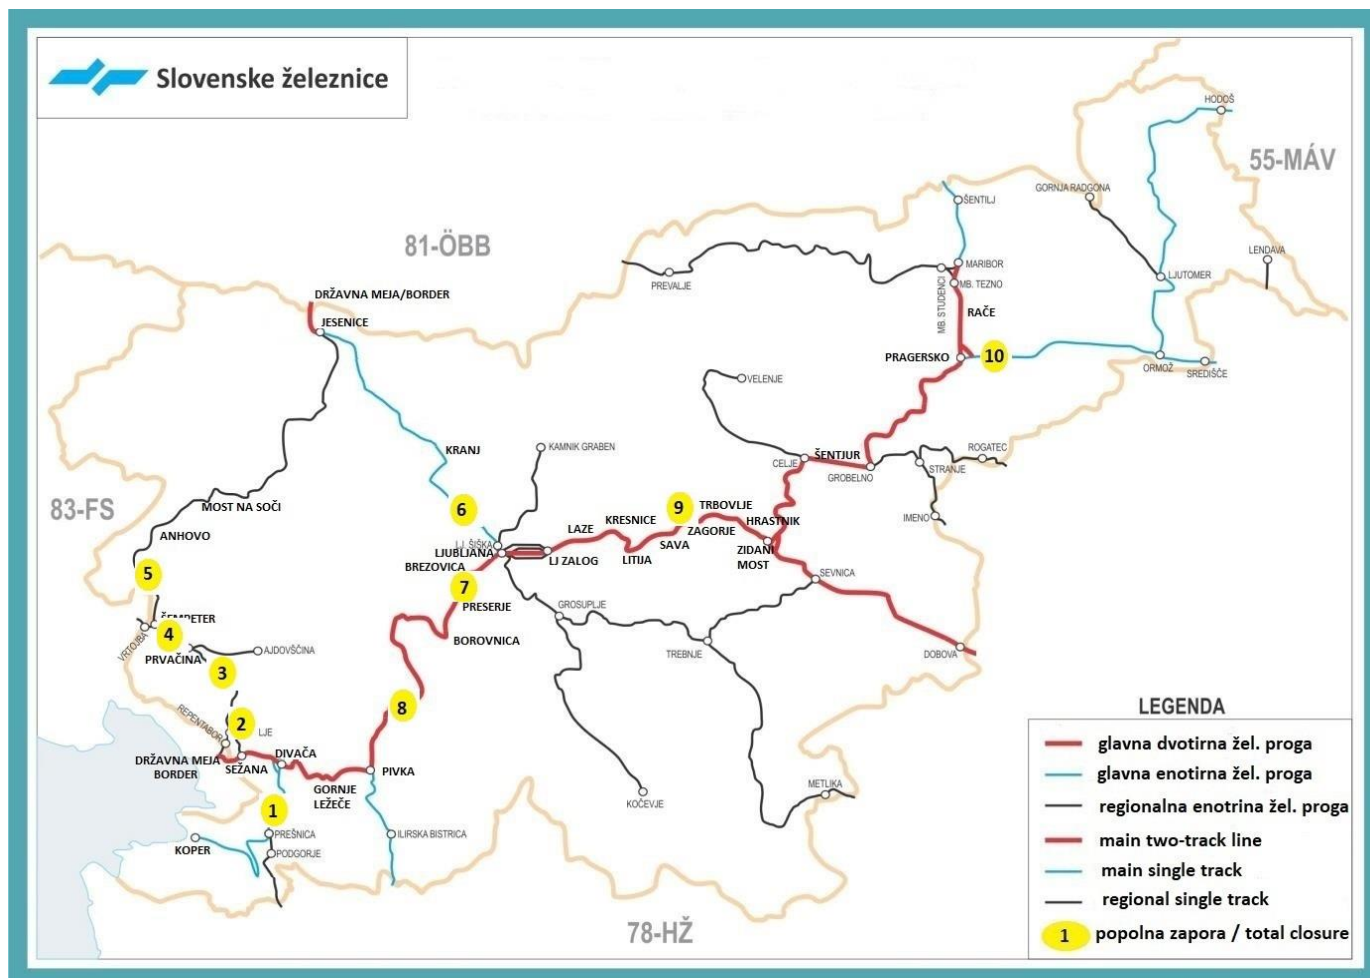 Slovenske železnice
HODOŠ
55-MÁV
GORNJA RADGONA
ŠENTILJ
81-ÖBB
LENDAVA
MARIBOR
LJUTOMER
PREVALJE
MB. TEZNO
MB. STUDENCI
DRŽAVNA MEJA/BORDER
RAČE
JESENICE
PRAGERSKO
10
ORMOŽ
SREDIŠČE
VELENJE
KRANJ
KAMNIK GRABEN
ROGATEC
CELJE
ŠENTJUR
STRANJE
GROBELNO
83-FS
MOST NA SOČI
6
9
TRBOVLJE
IMENO
KRESNICE
HRASTNIK
LAZE
ZAGORJE
ANHOVO
LJ. ŠIŠKA
SAVA
ZIDANI
MOST
LJUBLJANA
LITIJA
LJ ZALOG
BREZOVICA
5
SEVNICA
7
PRESERJE
GROSUPLJE
ŠEMPETER
4
VRTOJBA
BOROVNICA
TREBNJE
AJDOVŠČINA
DOBOVA
PRVAČINA
3
8
REPENTABOR
2
LJE
DIVAČA
DRŽAVNA MEJA
BORDER
SEŽANA
PIVKA
GORNJE
LEŽEČE
METLIKA
KOČEVJE
1
PREŠNICA
ILIRSKA BISTRICA
KOPER
PODGORJE
78-HŽ
LEGENDA
glavna dvotirna žel. proga
glavna enotirna žel. proga
regionalna enotrina žel. proga
main two-track line
main single track
regional single track
1 popolna zapora / total closure